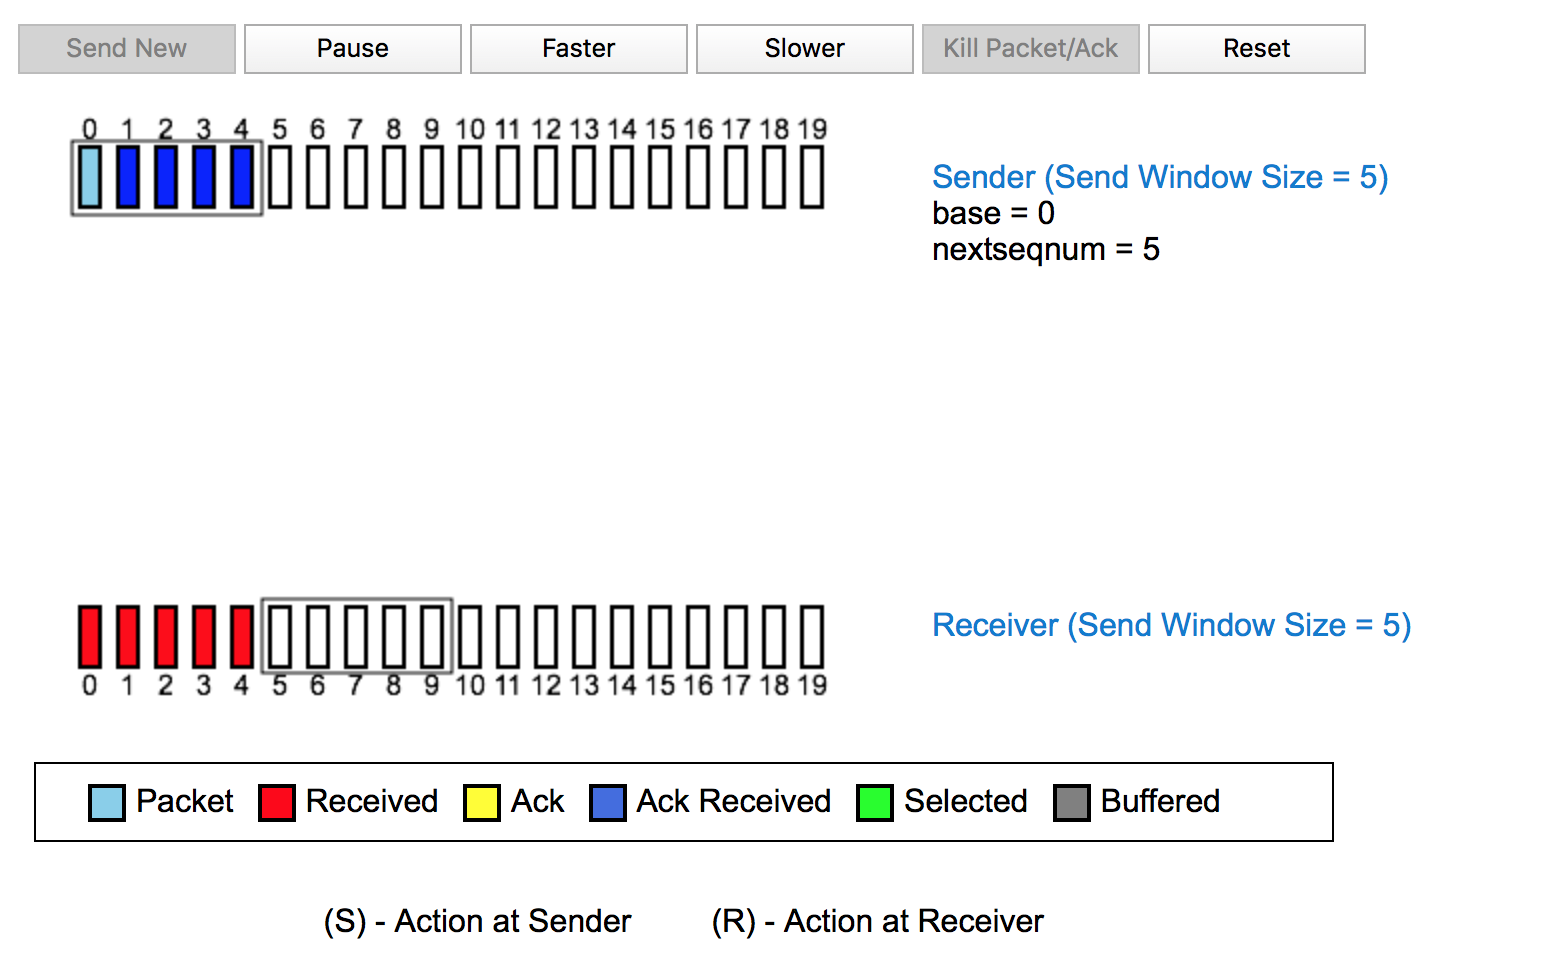 Send New Pause Faster Slower Kill Packet/Ack Reset
0 1 2 3 4 5 6 7 8 9 10 11 12 13 14 15 16 17 18 19
Sender (Send Window Size = 5)
base = 0
nextseqnum = 5
Receiver (Send Window Size = 5)
0 1 2 3 4 5 6 7 8 9 10 11 12 13 14 15 16 17 18 19
Packet Received Ack Ack Received Selected Buffered
(S) - Action at Sender (R) - Action at Receiver